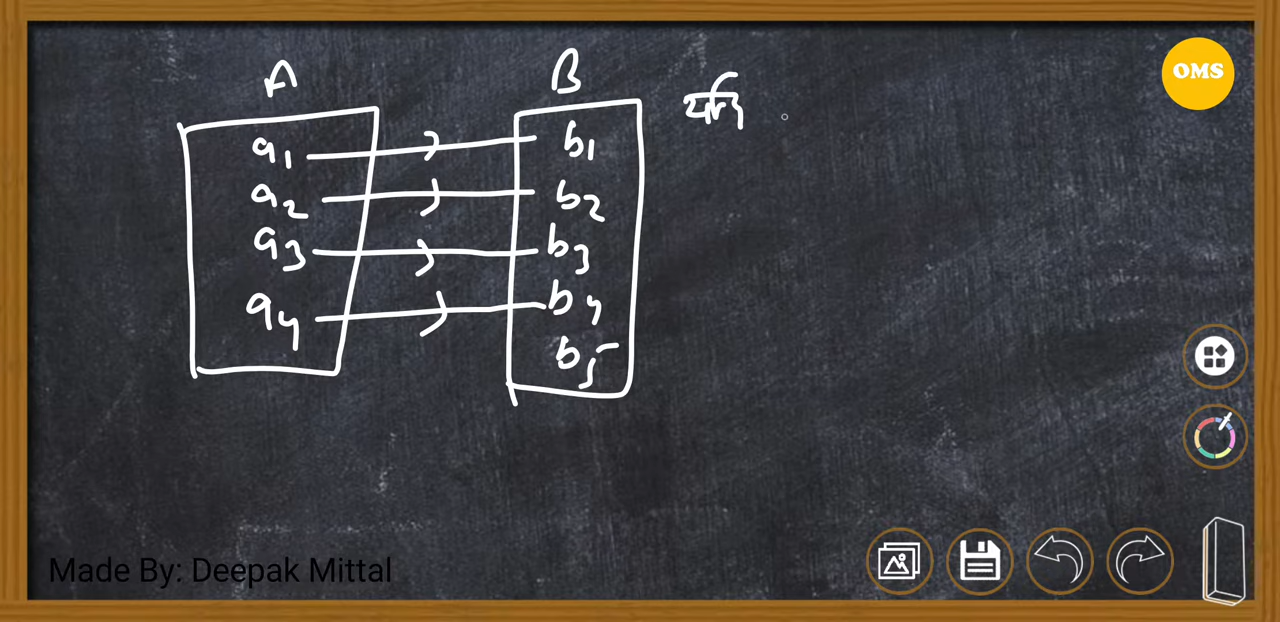 A B
यदि
OMS
a1 b1
a2 b2
a3 b3
a4 b4
b5
Made By: Deepak Mittal